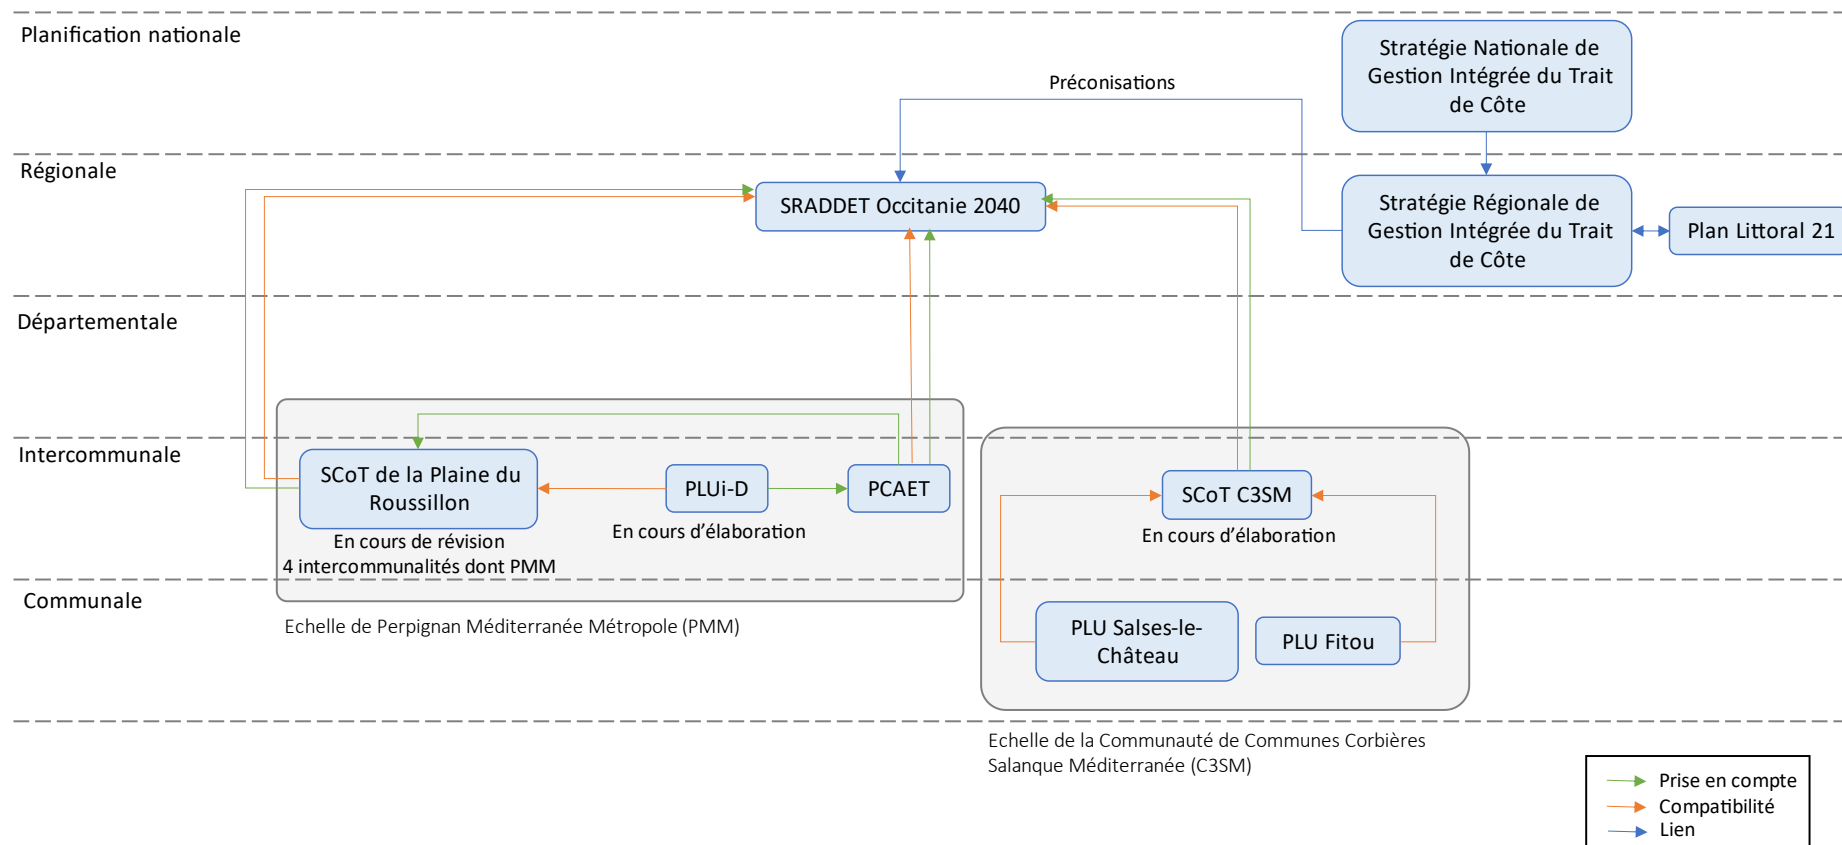 Planification nationale
Stratégie Nationale de
Gestion Intégrée du Trait
de Côte
Préconisations
Régionale
SRADDET Occitanie 2040
Stratégie Régionale de
Gestion Intégrée du Trait
de Côte
Plan Littoral 21
Départementale
Intercommunale
SCoT de la Plaine du
Roussillon
En cours de révision
4 intercommunalités dont PMM
PLUi-D
En cours d’élaboration
PCAET
SCoT C3SM
En cours d’élaboration
Communale
Echelle de Perpignan Méditerranée Métropole (PMM)
PLU Salses-le-
Château
PLU Fitou
Echelle de la Communauté de Communes Corbières
Salanque Méditerranée (C3SM)
Prise en compte
Compatibilité
Lien